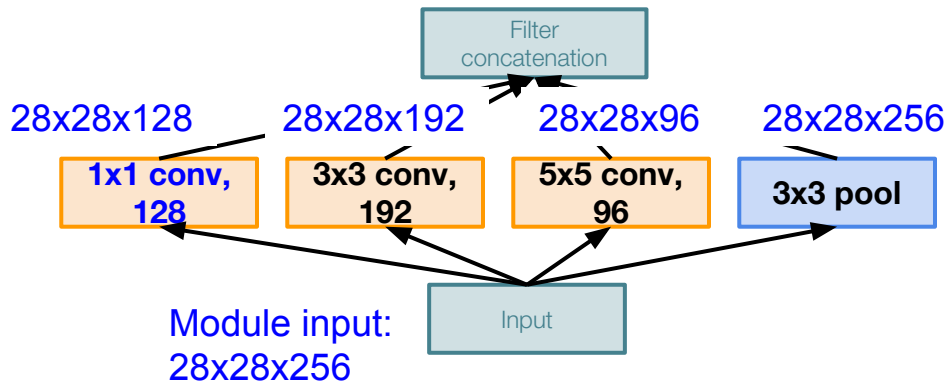 Filter
concatenation
28x28x128
28x28x192
28x28x96
28x28x256
1x1 conv,
128
3x3 conv,
192
5x5 conv,
96
3x3 pool
Input
Module input:
28x28x256